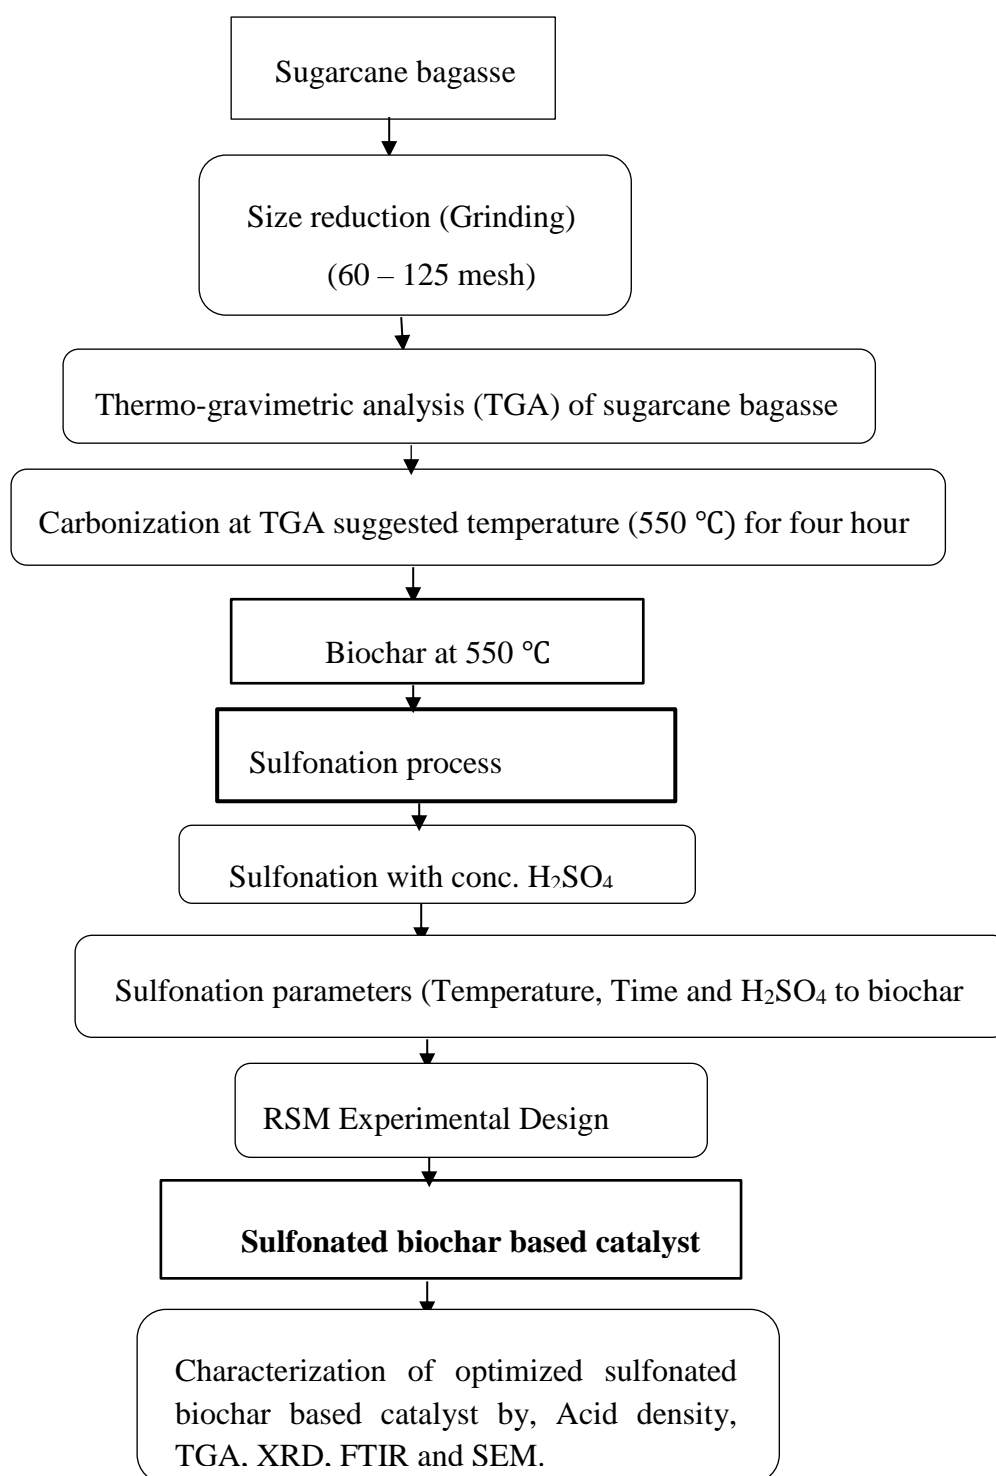 Sugarcane bagasse
Size reduction (Grinding)
(60 – 125 mesh)
Thermo-gravimetric analysis (TGA) of sugarcane bagasse
Carbonization at TGA suggested temperature (550 ℃) for four hour
Biochar at 550 ℃
Sulfonation process
Sulfonation with conc. H₂SO₄
Sulfonation parameters (Temperature, Time and H₂SO₄ to biochar
RSM Experimental Design
Sulfonated biochar based catalyst
Characterization of optimized sulfonated
biochar based catalyst by, Acid density,
TGA, XRD, FTIR and SEM.